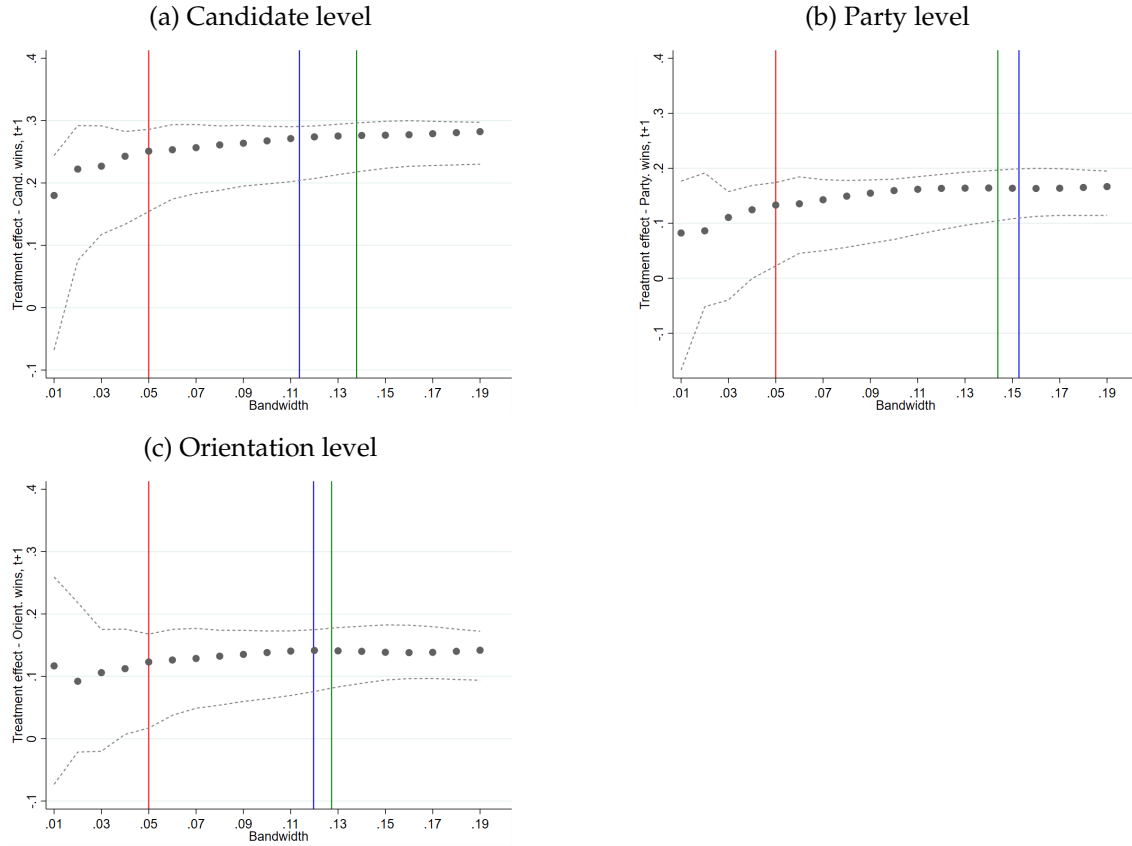 (a) Candidate level
Treatment effect - Cand. wins, t+1
.4
.3
.2
.1
0
-.1
.01 .03 .05 .07 .09 .11 .13 .15 .17 .19
Bandwidth
(b) Party level
Treatment effect - Party. wins, t+1
.4
.3
.2
.1
0
-.1
.01 .03 .05 .07 .09 .11 .13 .15 .17 .19
Bandwidth
(c) Orientation level
Treatment effect - Orient. wins, t+1
.4
.3
.2
.1
0
-.1
.01 .03 .05 .07 .09 .11 .13 .15 .17 .19
Bandwidth